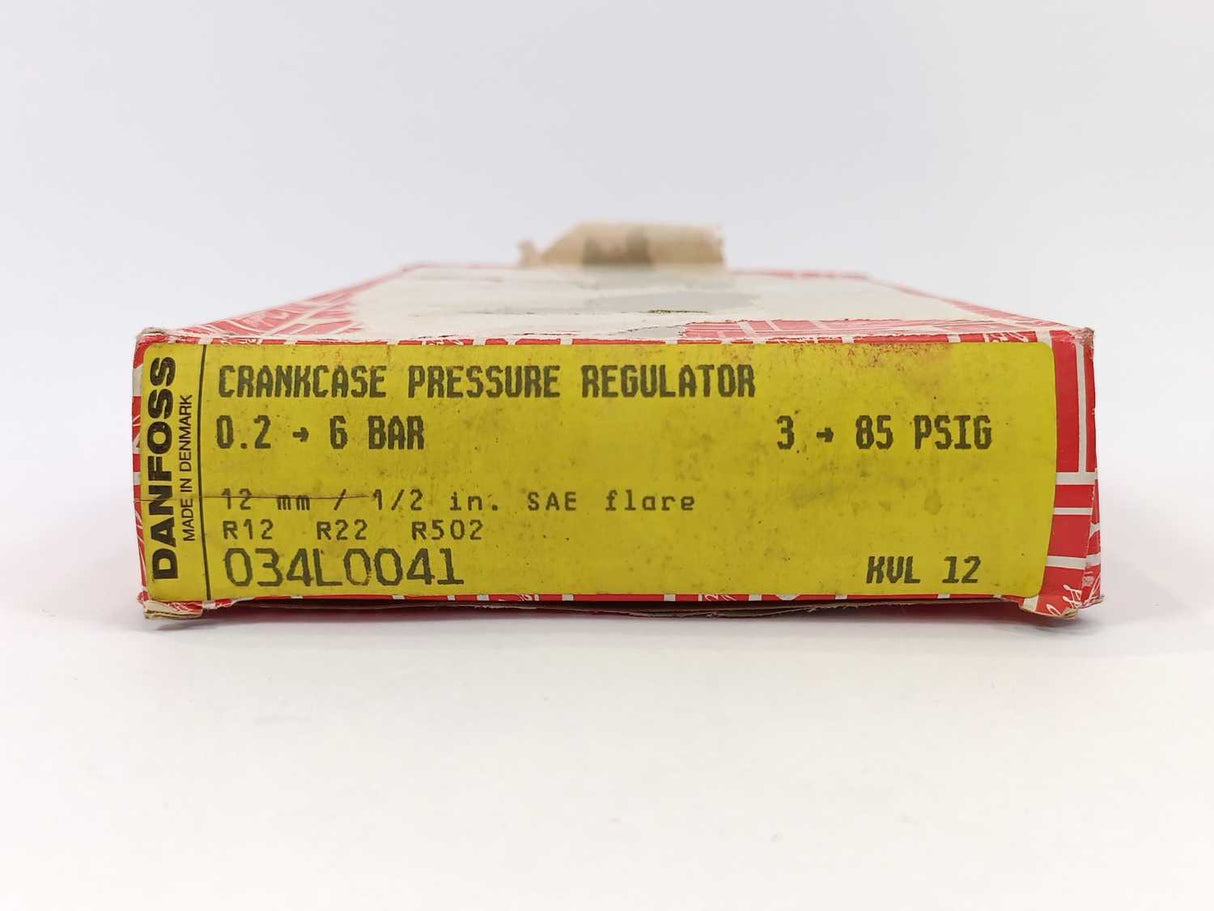 DANFOSS
MADE IN DENMARK
CRANKCASE PRESSURE REGULATOR
0.2 → 6 BAR 3 → 85 PSIG
12 mm / 1/2 in. SAE flare
R12 R22 R502
034L0041 KVL 12